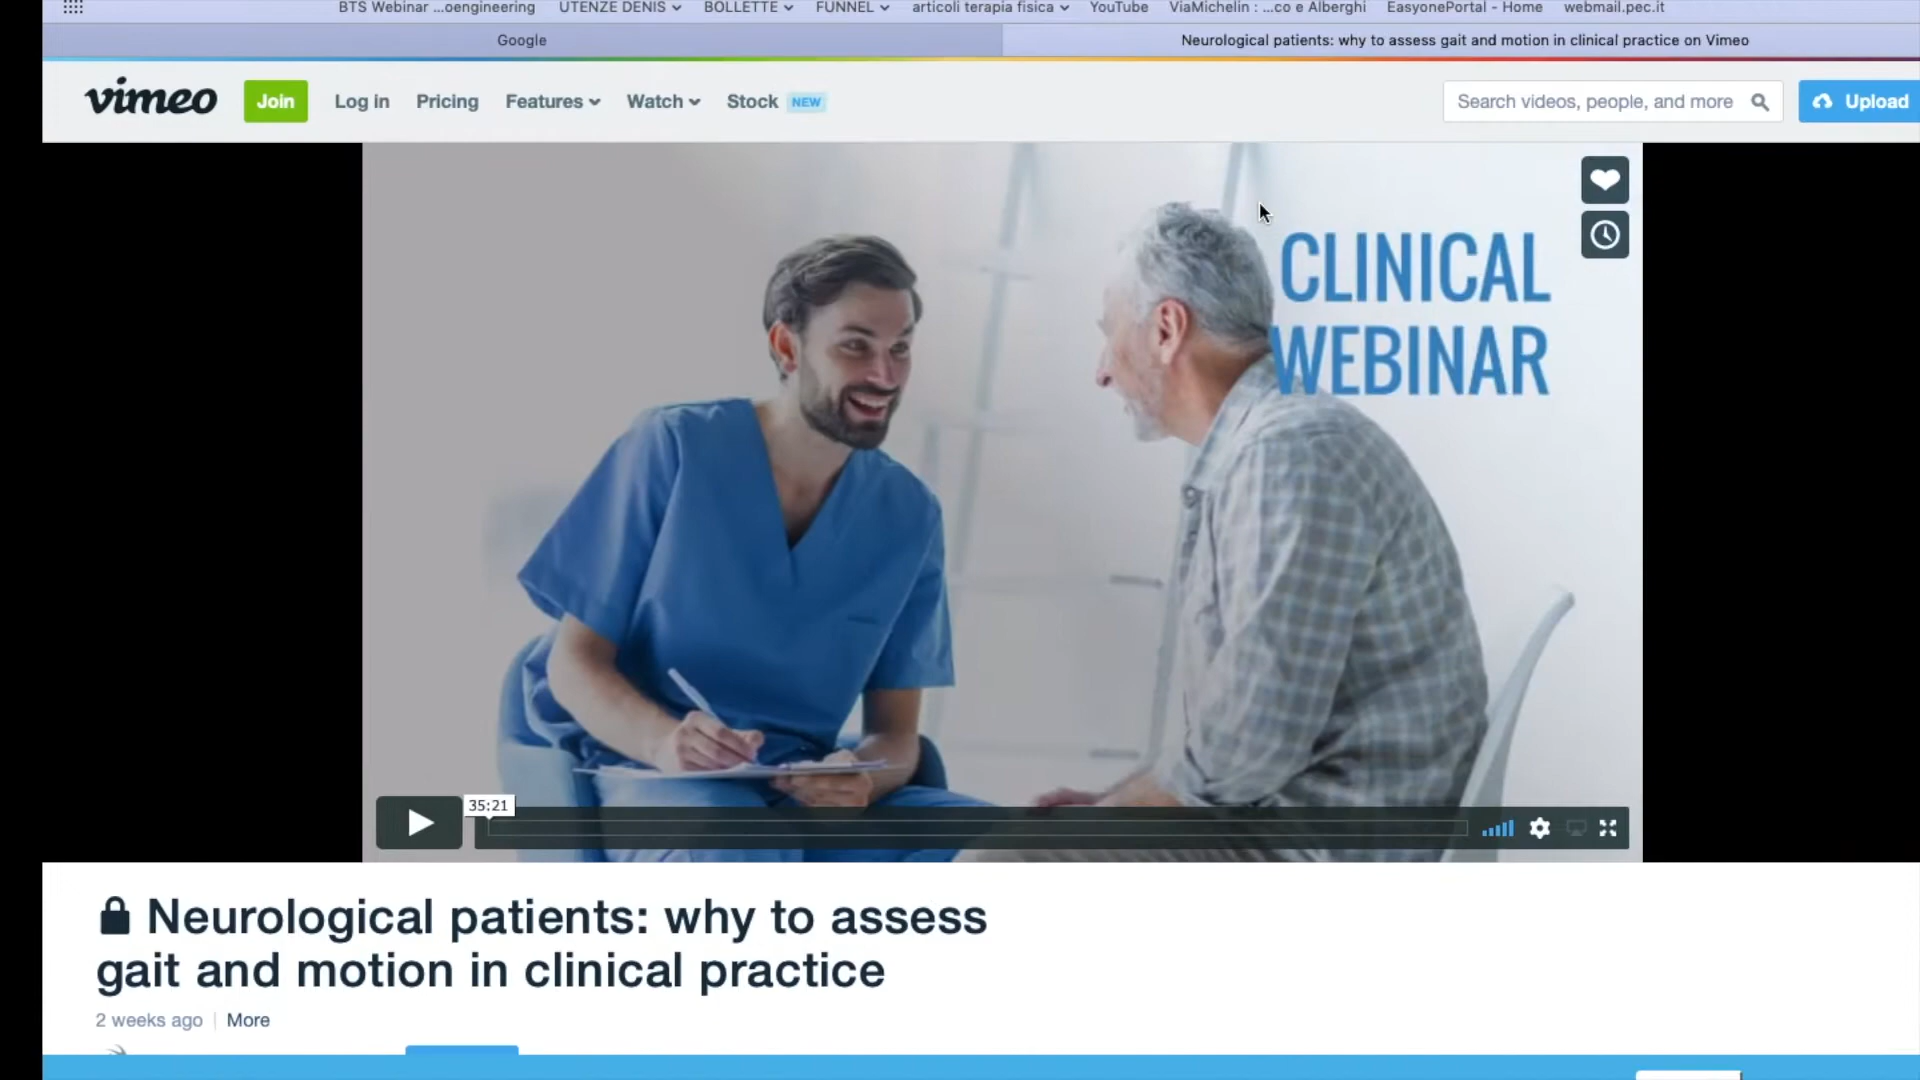 BTS Webinar ...oengineering UTENZE DENIS BOLLETTE FUNNEL articoli terapia fisica YouTube ViaMichelin : ...co e Alberghi EasyonePortal - Home webmail.pec.it
Google Neurological patients: why to assess gait and motion in clinical practice on Vimeo
vimeo Join Log in Pricing Features Watch Stock NEW Search videos, people, and more Upload
CLINICAL
WEBINAR
35:21
Neurological patients: why to assess
gait and motion in clinical practice
2 weeks ago | More